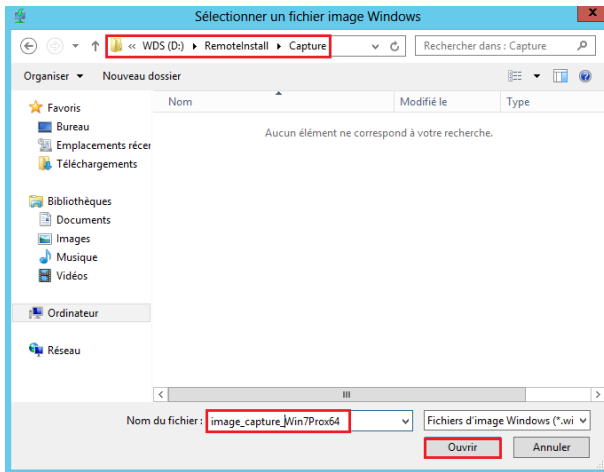 Sélectionner un fichier image Windows
x
« WDS (D:) ▸ RemoteInstall ▸ Capture
Rechercher dans : Capture
Organiser ▾ Nouveau dossier
Nom Modifié le Type
Aucun élément ne correspond à votre recherche.
Favoris
Bureau
Emplacements récer
Téléchargements
Bibliothèques
Documents
Images
Musique
Vidéos
Ordinateur
Réseau
Nom du fichier : image_capture_Win7Prox64
Fichiers d'image Windows (*.wi
Ouvrir Annuler